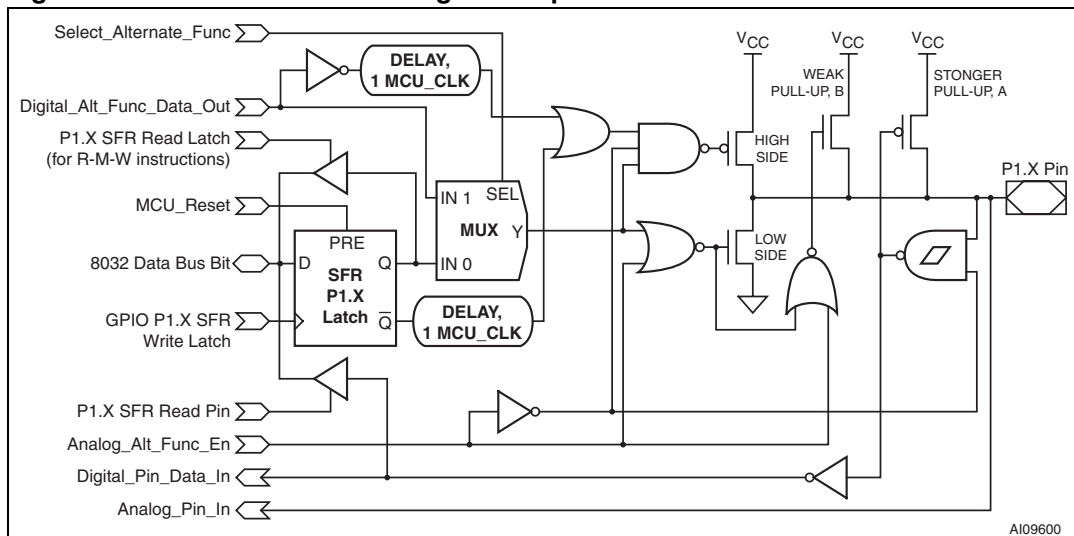 Select_Alternate_Func
DELAY,
1 MCU_CLK
Digital_Alt_Func_Data_Out
P1.X SFR Read Latch
(for R-M-W instructions)
MCU_Reset
8032 Data Bus Bit
GPIO P1.X SFR
Write Latch
P1.X SFR Read Pin
Analog_Alt_Func_En
Digital_Pin_Data_In
Analog_Pin_In
PRE
D
Q
SFR
P1.X
Latch
Q
DELAY,
1 MCU_CLK
IN 1
SEL
MUX
Y
IN 0
VCC
HIGH
SIDE
LOW
SIDE
VCC
WEAK
PULL-UP, B
VCC
STONGER
PULL-UP, A
P1.X Pin
AI09600